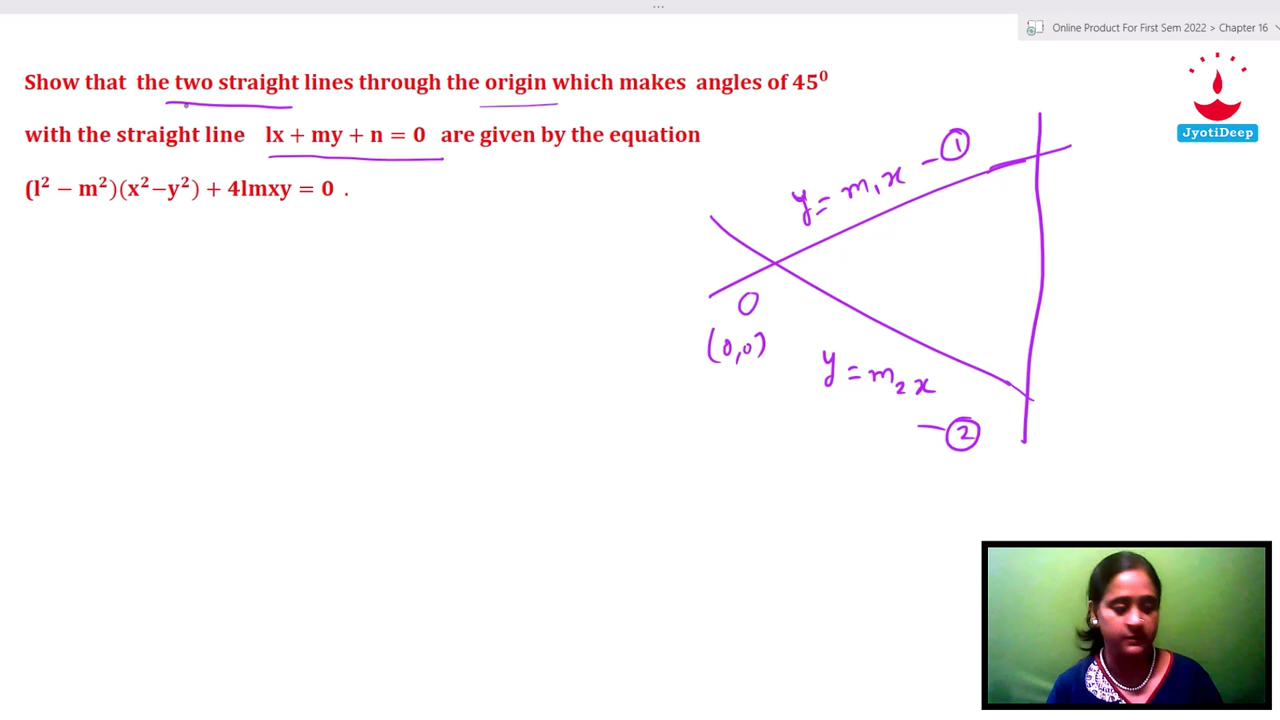 Online Product For First Sem 2022 > Chapter 16
JyotiDeep
Show that the two straight lines through the origin which makes angles of 45⁰
with the straight line lx + my + n = 0 are given by the equation
(l² − m²)(x²−y²) + 4lmxy = 0 .
y = m₁x − ①
O
(0,0)
y = m₂x
− ②